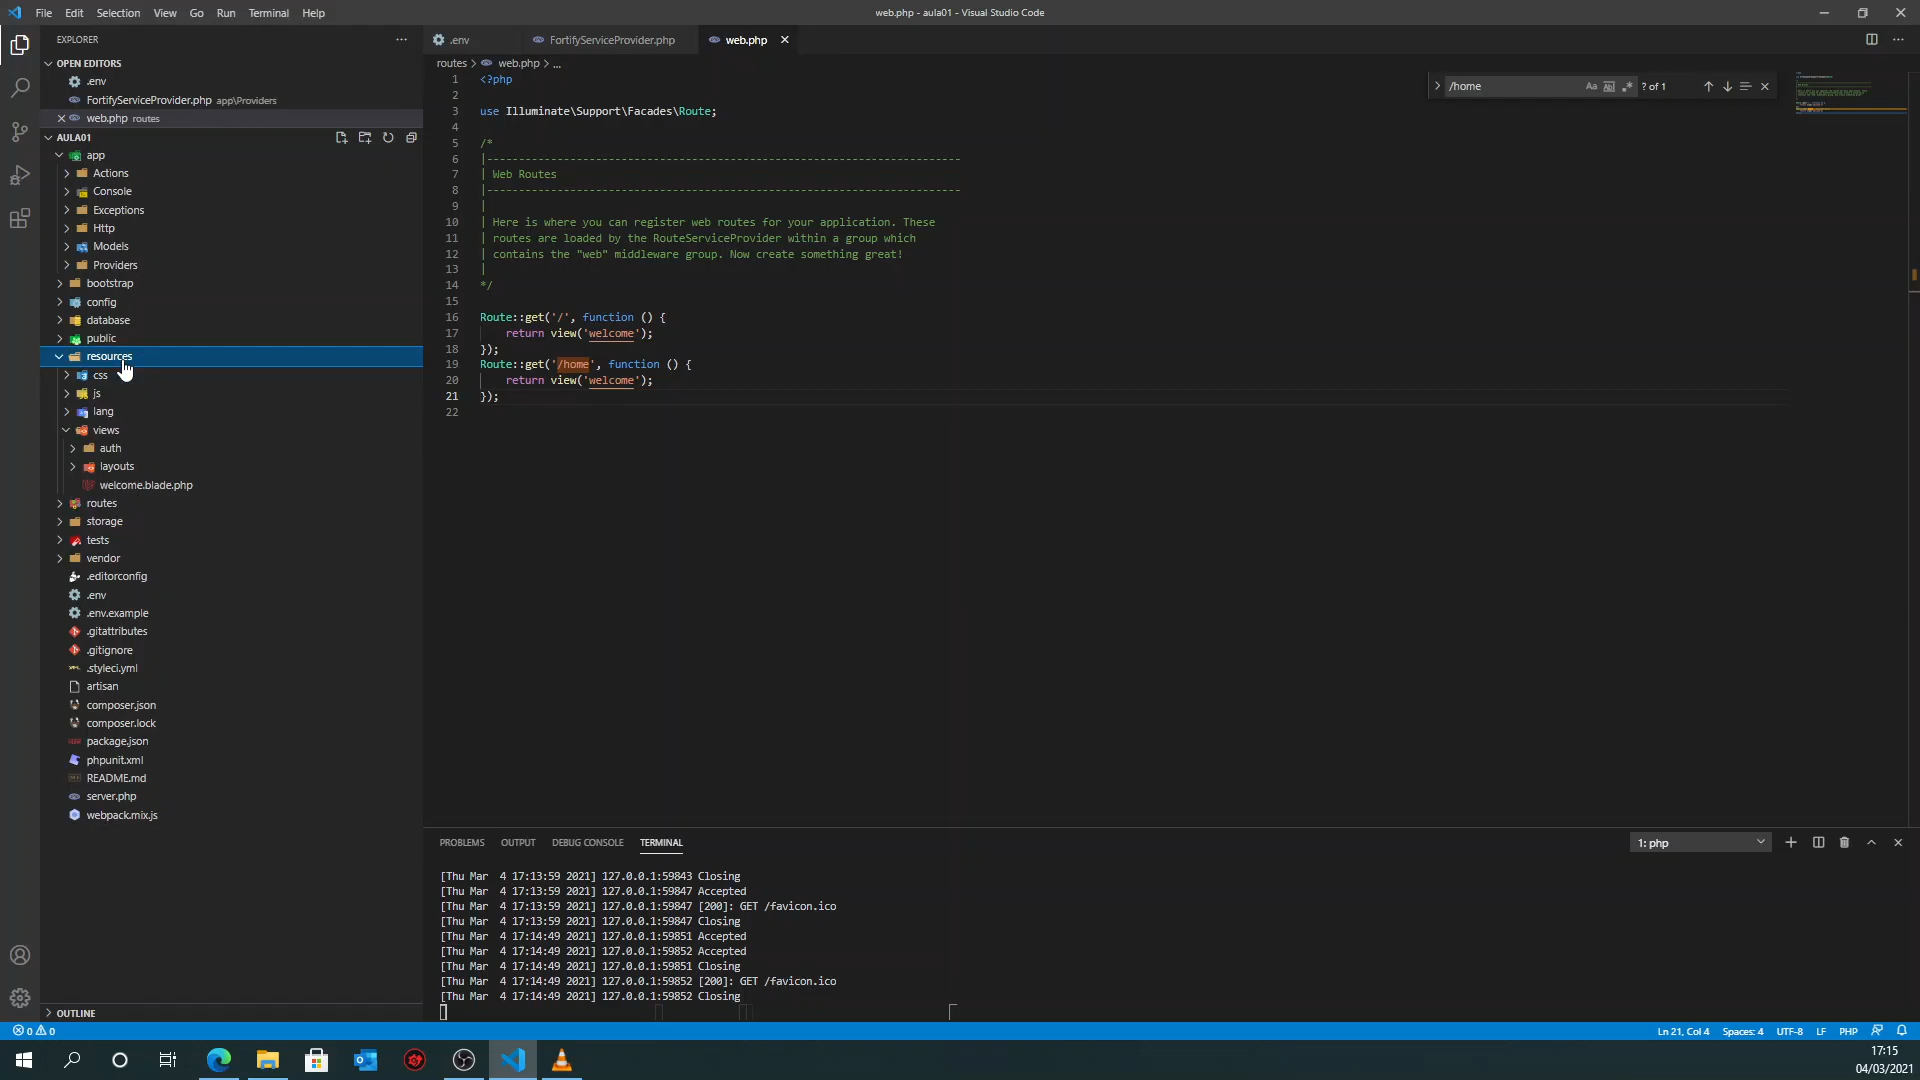 File Edit Selection View Go Run Terminal Help
web.php - aula01 - Visual Studio Code
EXPLORER
OPEN EDITORS
.env
FortifyServiceProvider.php app\Providers
web.php routes
AULA01
app
Actions
Console
Exceptions
Http
Models
Providers
bootstrap
config
database
public
resources
css
js
lang
views
auth
layouts
welcome.blade.php
routes
storage
tests
vendor
.editorconfig
.env
.env.example
.gitattributes
.gitignore
.styleci.yml
artisan
composer.json
composer.lock
package.json
phpunit.xml
README.md
server.php
webpack.mix.js
OUTLINE
.env FortifyServiceProvider.php web.php
routes > web.php > ...
/home Aa ? of 1
1 <?php
2
3 use Illuminate\Support\Facades\Route;
4
5 /*
6 |--------------------------------------------------------------------------
7 | Web Routes
8 |--------------------------------------------------------------------------
9 |
10 | Here is where you can register web routes for your application. These
11 | routes are loaded by the RouteServiceProvider within a group which
12 | contains the "web" middleware group. Now create something great!
13 |
14 */
15
16 Route::get('/', function () {
17 return view('welcome');
18 });
19 Route::get('/home', function () {
20 return view('welcome');
21 });
22
PROBLEMS OUTPUT DEBUG CONSOLE TERMINAL
1: php
[Thu Mar  4 17:13:59 2021] 127.0.0.1:59843 Closing
[Thu Mar  4 17:13:59 2021] 127.0.0.1:59847 Accepted
[Thu Mar  4 17:13:59 2021] 127.0.0.1:59847 [200]: GET /favicon.ico
[Thu Mar  4 17:13:59 2021] 127.0.0.1:59847 Closing
[Thu Mar  4 17:14:49 2021] 127.0.0.1:59851 Accepted
[Thu Mar  4 17:14:49 2021] 127.0.0.1:59852 Accepted
[Thu Mar  4 17:14:49 2021] 127.0.0.1:59851 Closing
[Thu Mar  4 17:14:49 2021] 127.0.0.1:59852 [200]: GET /favicon.ico
[Thu Mar  4 17:14:49 2021] 127.0.0.1:59852 Closing
0 0
Ln 21, Col 4 Spaces: 4 UTF-8 LF PHP
17:15
04/03/2021